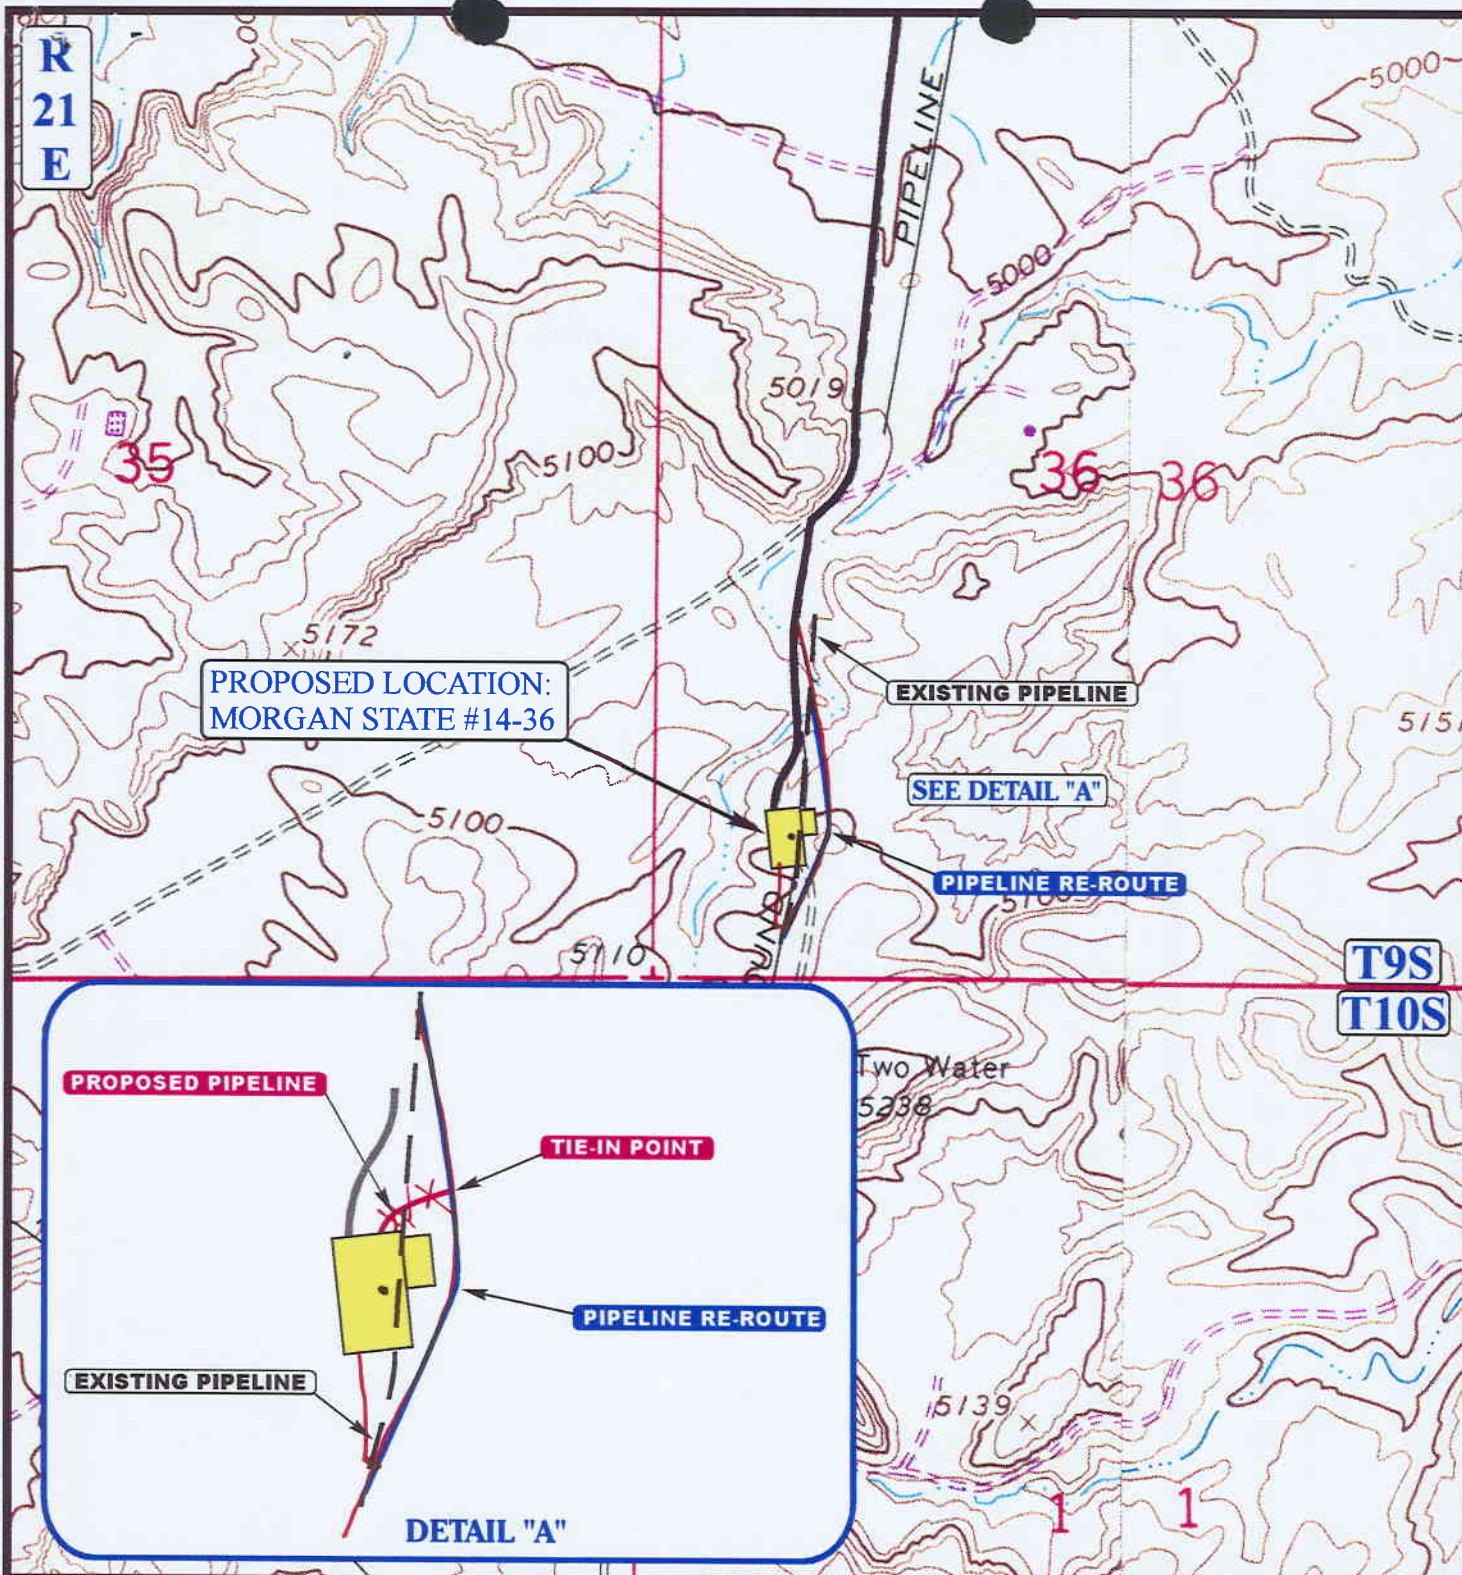 R
21
E
PIPELINE
5000
5000
5019
35
5100
36
36
5172
PROPOSED LOCATION:
MORGAN STATE #14-36
EXISTING PIPELINE
SEE DETAIL "A"
5100
PIPELINE RE-ROUTE
5110
T9S
T10S
Two Water
5238
PROPOSED PIPELINE
TIE-IN POINT
PIPELINE RE-ROUTE
EXISTING PIPELINE
DETAIL "A"
5139
1
1